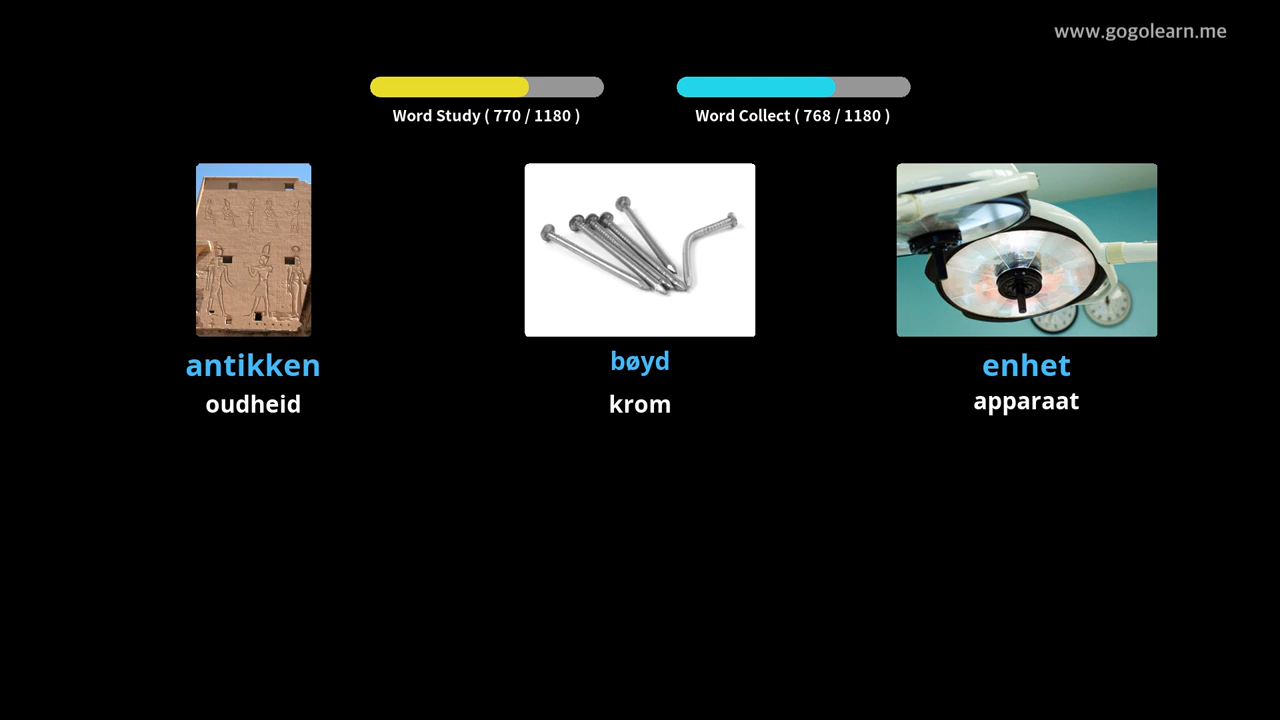 www.gogolearn.me
Word Study ( 770 / 1180 )
Word Collect ( 768 / 1180 )
antikken
bøyd
enhet
oudheid
krom
apparaat